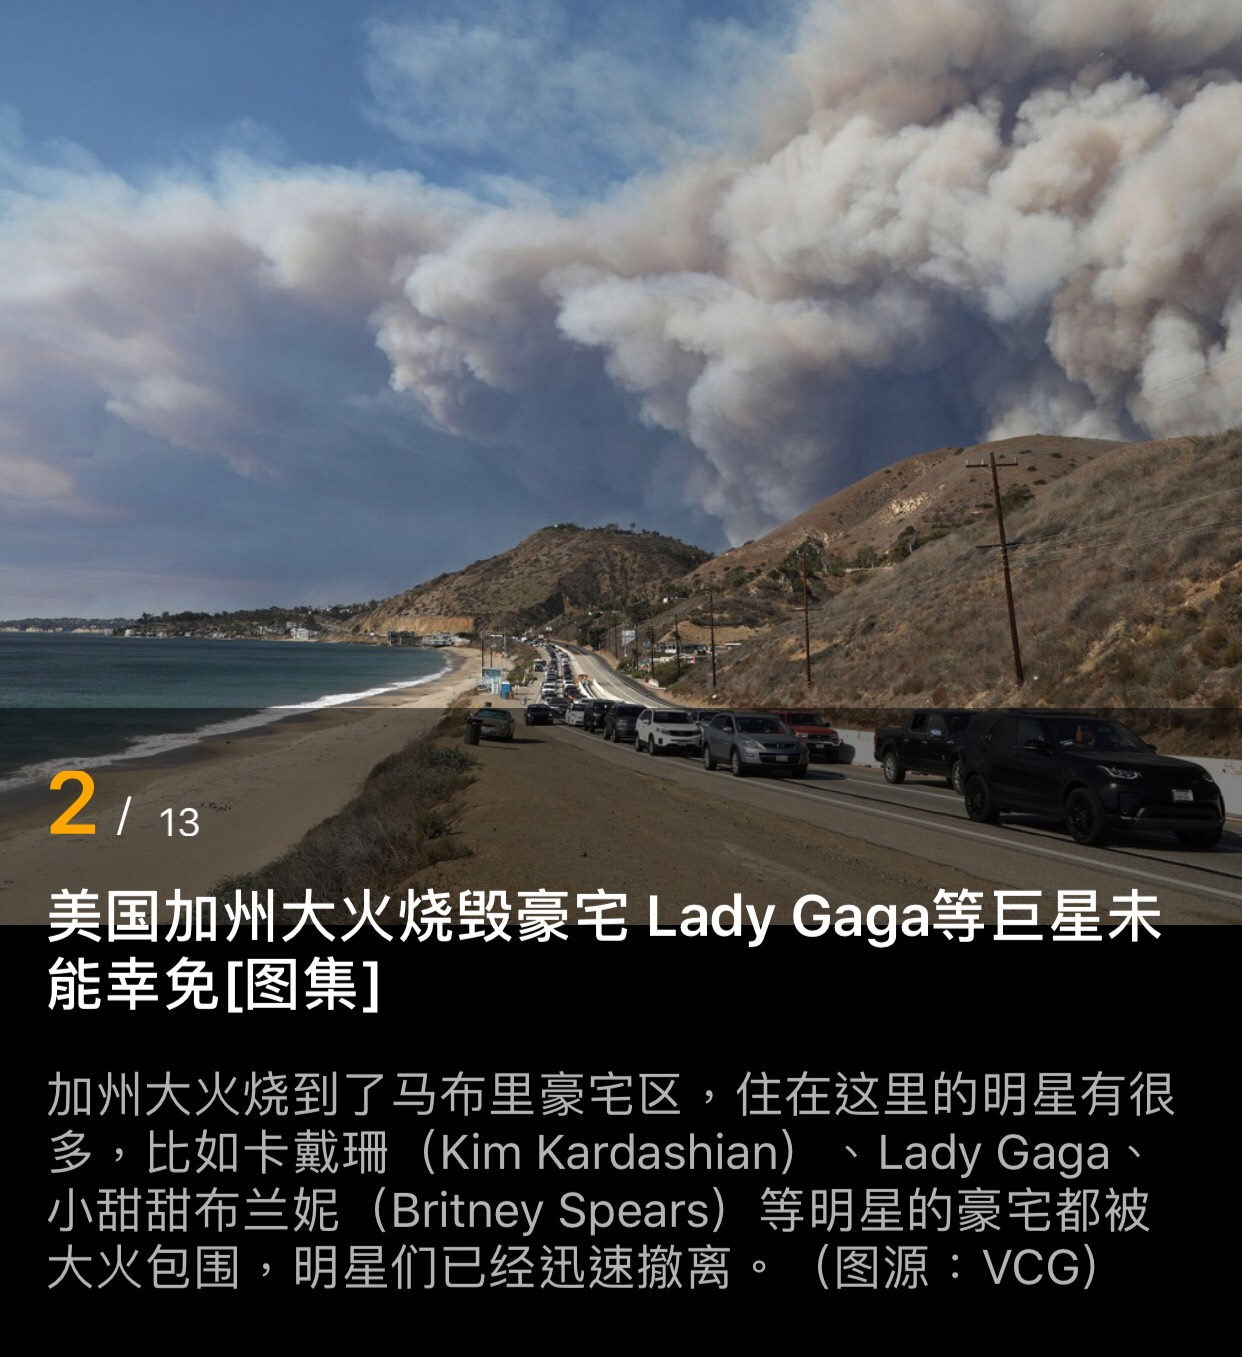 2 / 13
美国加州大火烧毁豪宅 Lady Gaga等巨星未
能幸免[图集]
加州大火烧到了马布里豪宅区，住在这里的明星有很
多，比如卡戴珊（Kim Kardashian）、Lady Gaga、
小甜甜布兰妮（Britney Spears）等明星的豪宅都被
大火包围，明星们已经迅速撤离。（图源：VCG）